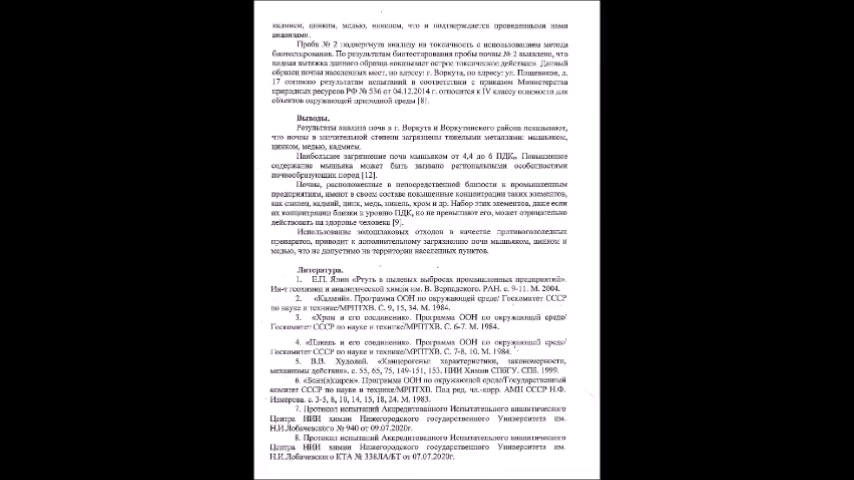 кадмием, цинком, медью, никелем, что и подтверждается проведенными нами
анализами.
Проба № 2 подвергнута анализу на токсичность с использованием метода
биотестирования. По результатам биотестирования пробы почвы № 2 выявлено, что
водная вытяжка данного образца «оказывает острое токсическое действие». Данный
образец почвы населенных мест, по адресу: г. Воркута, по адресу: ул. Пищевиков, д.
17 согласно результатам испытаний в соответствии с приказом Министерства
природных ресурсов РФ № 536 от 04.12.2014 г. относится к IV классу опасности для
объектов окружающей природной среды [8].
Выводы.
Результаты анализа почв в г. Воркута и Воркутинского района показывают,
что почвы в значительной степени загрязнены тяжелыми металлами: мышьяком,
цинком, медью, кадмием.
Наибольшее загрязнение почв мышьяком от 4,4 до 6 ПДК. Повышенное
содержание мышьяка может быть вызвано региональными особенностями
почвообразующих пород [12].
Почвы, расположенные в непосредственной близости к промышленным
предприятиям, имеют в своем составе повышенные концентрации таких элементов,
как свинец, кадмий, цинк, медь, никель, хром и др. Набор этих элементов, даже если
их концентрации близки к уровню ПДК, но не превышают его, может отрицательно
действовать на здоровье человека [9].
Использование золошлаковых отходов в качестве противогололедных
препаратов, приводит к дополнительному загрязнению почв мышьяком, цинком и
медью, что не допустимо на территории населенных пунктов.
Литература.
1. Е.П. Янин «Ртуть в пылевых выбросах промышленных предприятий».
Ин-т геохимии и аналитической химии им. В. Вернадского. РАН. с. 9-11. М. 2004.
2. «Кадмий». Программа ООН по окружающей среде/ Госкомитет СССР
по науке и технике/МРПТХВ. С. 9, 15, 34. М. 1984.
3. «Хром и его соединения». Программа ООН по окружающей среде/
Госкомитет СССР по науке и технике/МРПТХВ. С. 6-7. М. 1984.
4. «Никель и его соединения». Программа ООН по окружающей среде/
Госкомитет СССР по науке и технике/МРПТХВ. С. 7-8, 10. М. 1984.
5. В.В. Худолей. «Канцерогены: характеристики, закономерности,
механизмы действия». с. 55, 65, 75, 149-151, 153. НИИ Химии СПбГУ. СПб. 1999.
6. «Бенз(а)пирен». Программа ООН по окружающей среде/Государственный
комитет СССР по науке и технике/МРПТХВ. Под ред. чл.-корр. АМН СССР Н.Ф.
Измерова. с. 3-5, 8, 10, 14, 15, 18, 24. М. 1983.
7. Протокол испытаний Аккредитованного Испытательного аналитического
Центра НИИ химии Нижегородского государственного Университета им.
Н.И.Лобачевского № 940 от 09.07.2020г.
8. Протокол испытаний Аккредитованного Испытательного аналитического
Центра НИИ химии Нижегородского государственного Университета им.
Н.И.Лобачевского КТА № 338ЛА/БТ от 07.07.2020г.